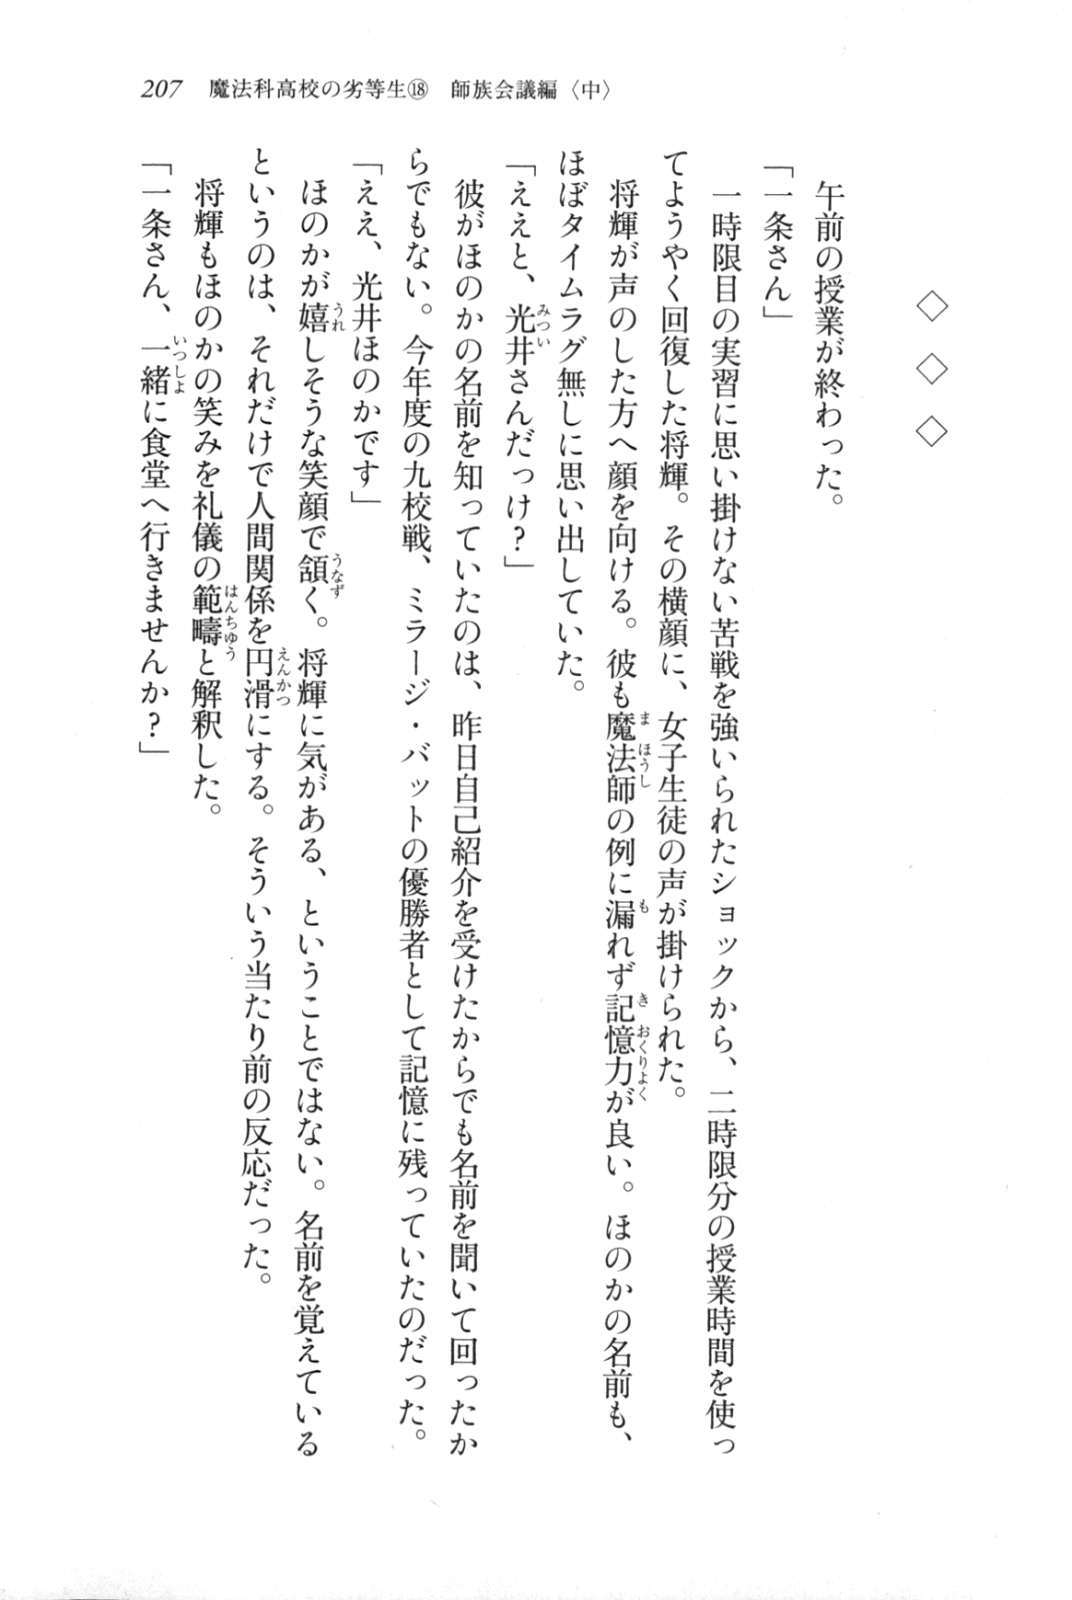 207 魔法科高校の劣等生⑱ 師族会議編〈中〉
◇ ◇ ◇
午前の授業が終わった。
「一条さん」
一時限目の実習に思い掛けない苦戦を強いられたショックから、二時限分の授業時間を使っ
てようやく回復した将輝。その横顔に、女子生徒の声が掛けられた。
将輝が声のした方へ顔を向ける。彼も魔法師の例に漏れず記憶力が良い。ほのかの名前も、
ほぼタイムラグ無しに思い出していた。
「ええと、光井さんだっけ?」
彼がほのかの名前を知っていたのは、昨日自己紹介を受けたからでも名前を聞いて回ったか
らでもない。今年度の九校戦、ミラージ・バットの優勝者として記憶に残っていたのだった。
「ええ、光井ほのかです」
ほのかが嬉しそうな笑顔で頷く。将輝に気がある、ということではない。名前を覚えている
というのは、それだけで人間関係を円滑にする。そういう当たり前の反応だった。
将輝もほのかの笑みを礼儀の範疇と解釈した。
「一条さん、一緒に食堂へ行きませんか?」